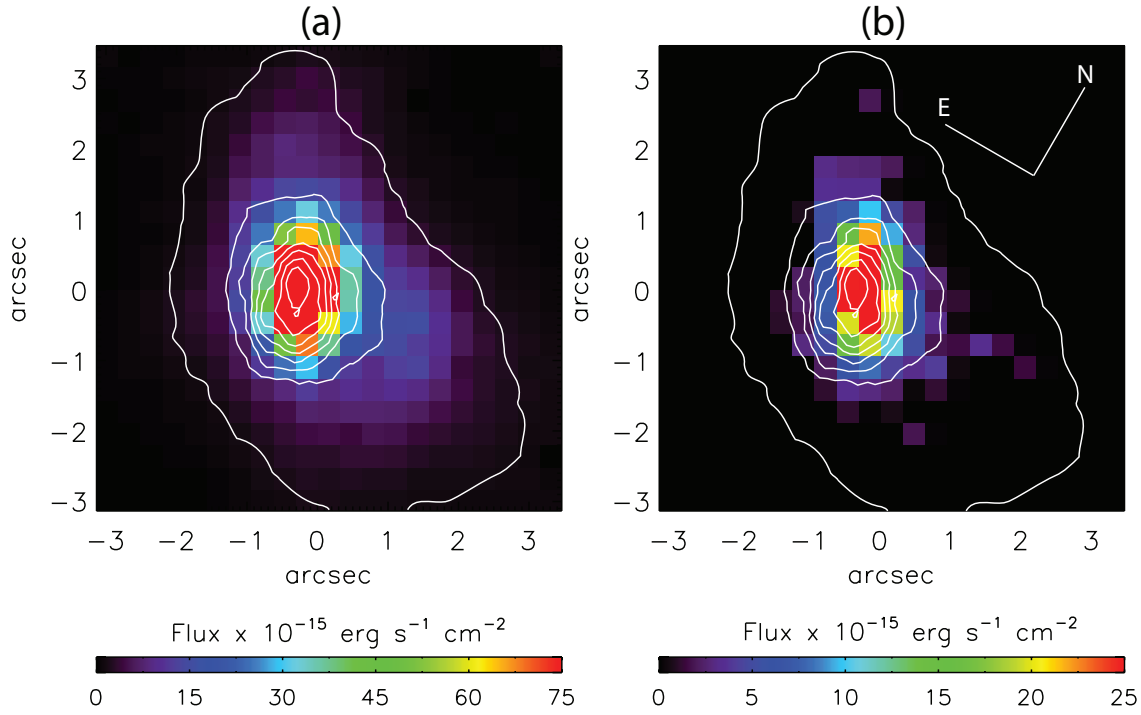 (a)
(b)
3
2
1
0
−1
−2
−3
arcsec
−3 −2 −1 0 1 2 3
arcsec
Flux x 10⁻¹⁵ erg s⁻¹ cm⁻²
0 15 30 45 60 75
N
E
3
2
1
0
−1
−2
−3
arcsec
−3 −2 −1 0 1 2 3
arcsec
Flux x 10⁻¹⁵ erg s⁻¹ cm⁻²
0 5 10 15 20 25